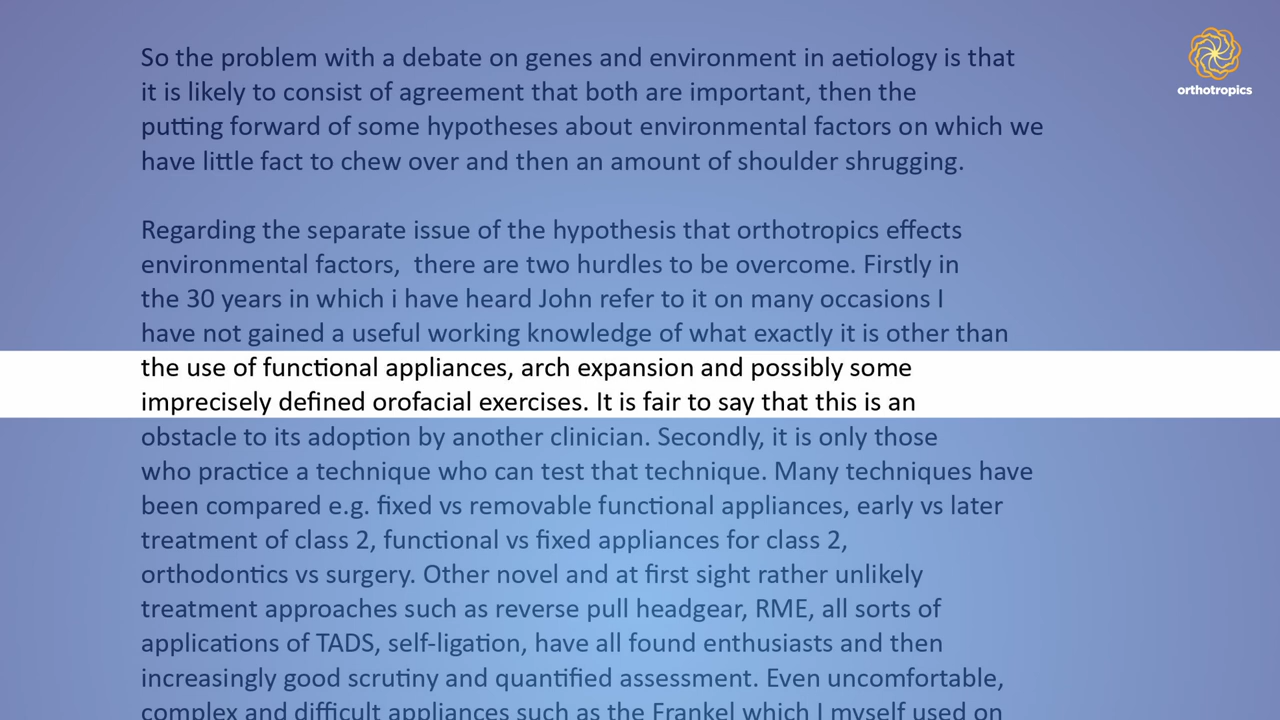 So the problem with a debate on genes and environment in aetiology is that
it is likely to consist of agreement that both are important, then the
putting forward of some hypotheses about environmental factors on which we
have little fact to chew over and then an amount of shoulder shrugging.
Regarding the separate issue of the hypothesis that orthotropics effects
environmental factors,  there are two hurdles to be overcome. Firstly in
the 30 years in which i have heard John refer to it on many occasions I
have not gained a useful working knowledge of what exactly it is other than
the use of functional appliances, arch expansion and possibly some
imprecisely defined orofacial exercises. It is fair to say that this is an
obstacle to its adoption by another clinician. Secondly, it is only those
who practice a technique who can test that technique. Many techniques have
been compared e.g. fixed vs removable functional appliances, early vs later
treatment of class 2, functional vs fixed appliances for class 2,
orthodontics vs surgery. Other novel and at first sight rather unlikely
treatment approaches such as reverse pull headgear, RME, all sorts of
applications of TADS, self-ligation, have all found enthusiasts and then
increasingly good scrutiny and quantified assessment. Even uncomfortable,
complex and difficult appliances such as the Frankel which I myself used on
orthotropics